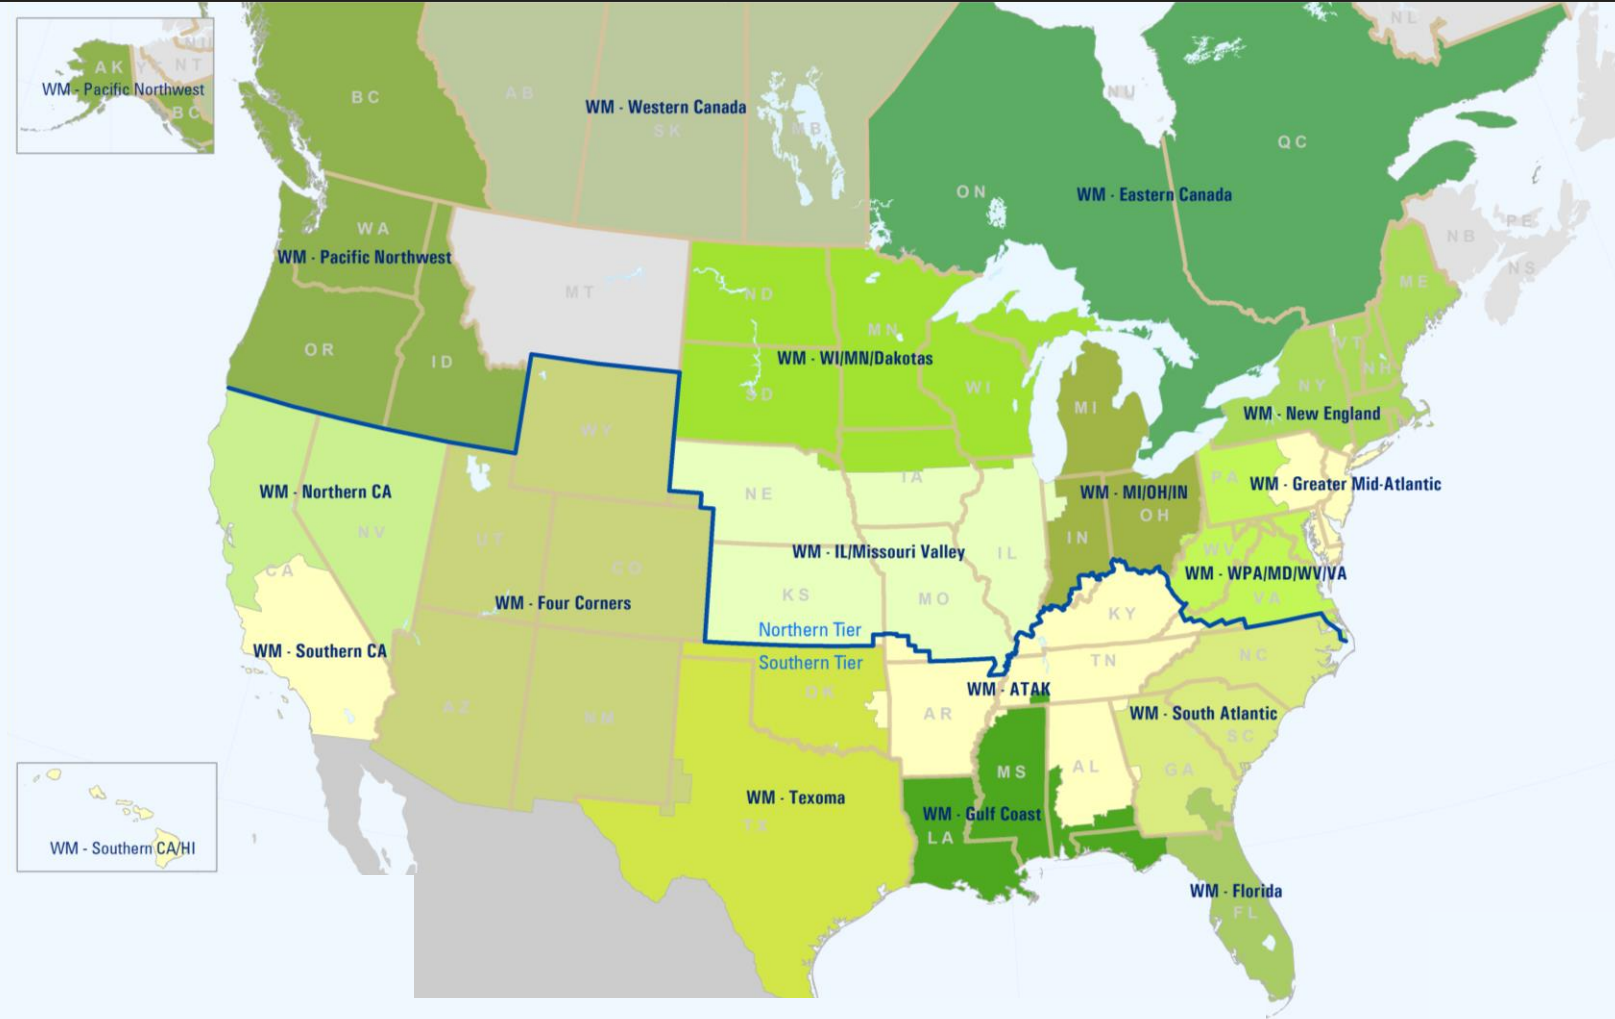 NL
NU
AK
YT
NT
WM - Pacific Northwest
BC
BC
AB
WM - Western Canada
SK
MB
NU
QC
ON
WM - Eastern Canada
PE
NB
NS
WA
WM - Pacific Northwest
MT
ND
ME
MN
VT
OR
ID
WM - WI/MN/Dakotas
NH
SD
WI
NY
MI
WM - New England
WY
IA
PA
WM - Greater Mid-Atlantic
WM - Northern CA
NE
WM - MI/OH/IN
OH
NV
UT
IN
WM - IL/Missouri Valley
IL
WV
CA
CO
WM - WPA/MD/WV/VA
WM - Four Corners
KS
MO
VA
KY
Northern Tier
WM - Southern CA
Southern Tier
TN
NC
OK
WM - ATAK
AZ
NM
AR
WM - South Atlantic
SC
MS
AL
GA
WM - Texoma
WM - Gulf Coast
TX
LA
WM - Southern CA/HI
WM - Florida
FL